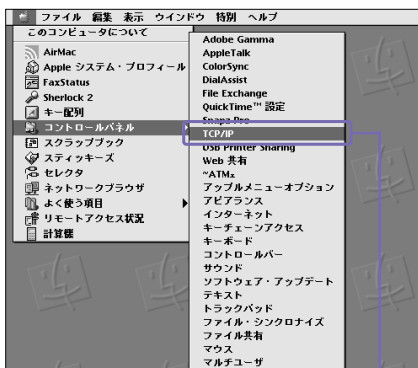 ファイル 編集 表示 ウインドウ 特別 ヘルプ
このコンピュータについて
AirMac
Apple システム・プロフィール
FaxStatus
Sherlock 2
キー配列
コントロールパネル
スクラップブック
スティッキーズ
セレクタ
ネットワークブラウザ
よく使う項目
リモートアクセス状況
計算機
Adobe Gamma
AppleTalk
ColorSync
DialAssist
File Exchange
QuickTime™ 設定
Snapz Pro
TCP/IP
USB Printer Sharing
Web 共有
~ATM
アップルメニューオプション
アピアランス
インターネット
キーチェーンアクセス
キーボード
コントロールバー
サウンド
ソフトウェア・アップデート
テキスト
トラックパッド
ファイル・シンクロナイズ
ファイル共有
マウス
マルチユーザ